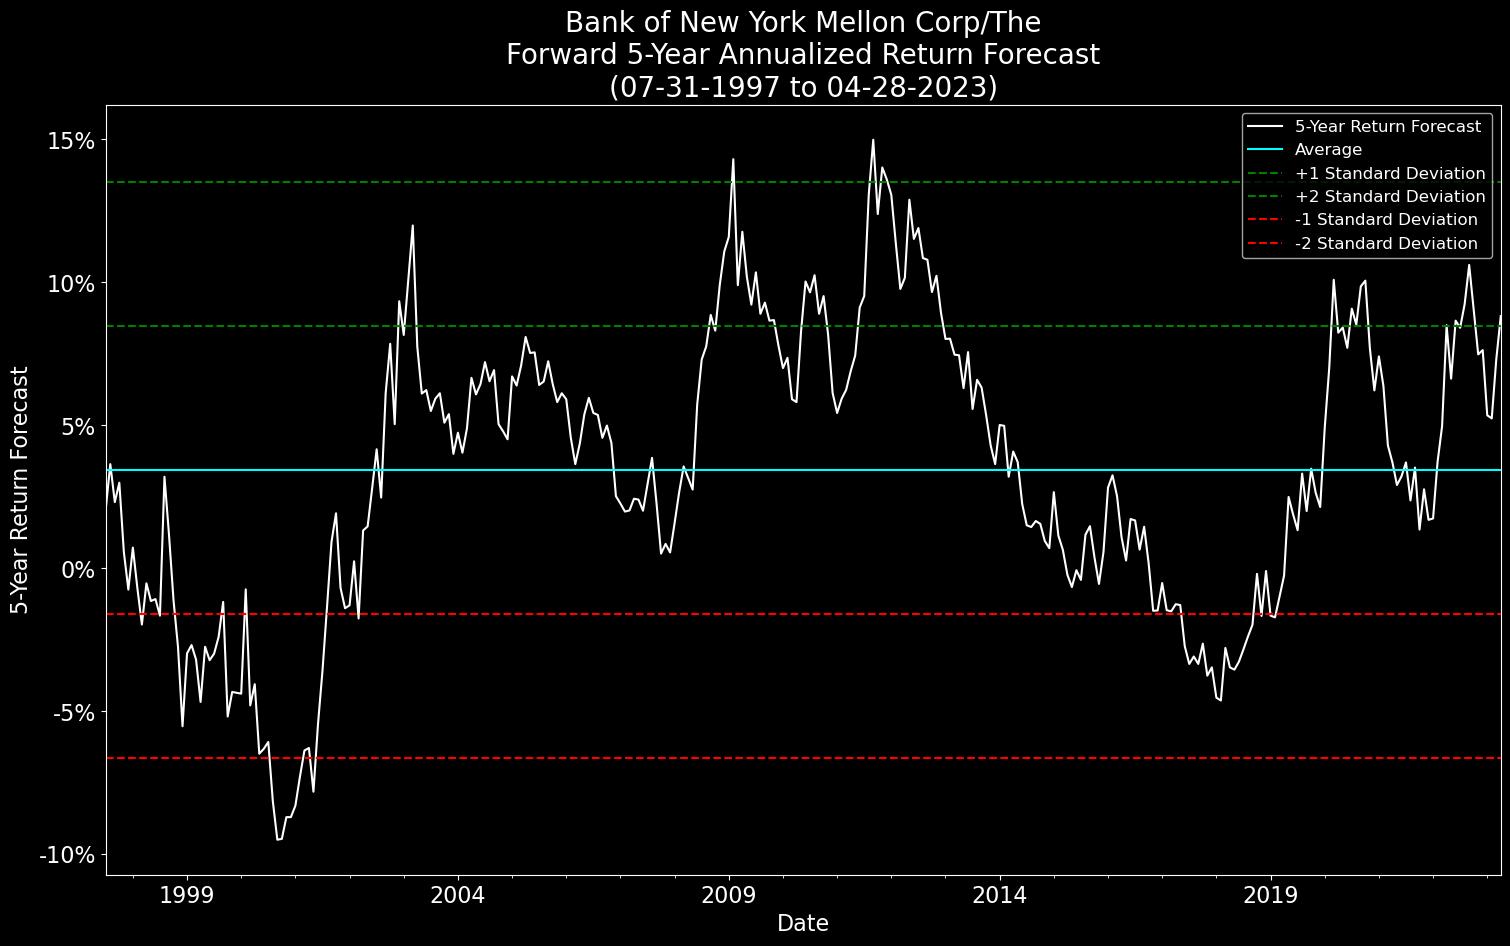 Bank of New York Mellon Corp/The
Forward 5-Year Annualized Return Forecast
(07-31-1997 to 04-28-2023)
5-Year Return Forecast
Average
+1 Standard Deviation
+2 Standard Deviation
-1 Standard Deviation
-2 Standard Deviation
15%
10%
5%
0%
-5%
-10%
5-Year Return Forecast
1999
2004
2009
2014
2019
Date